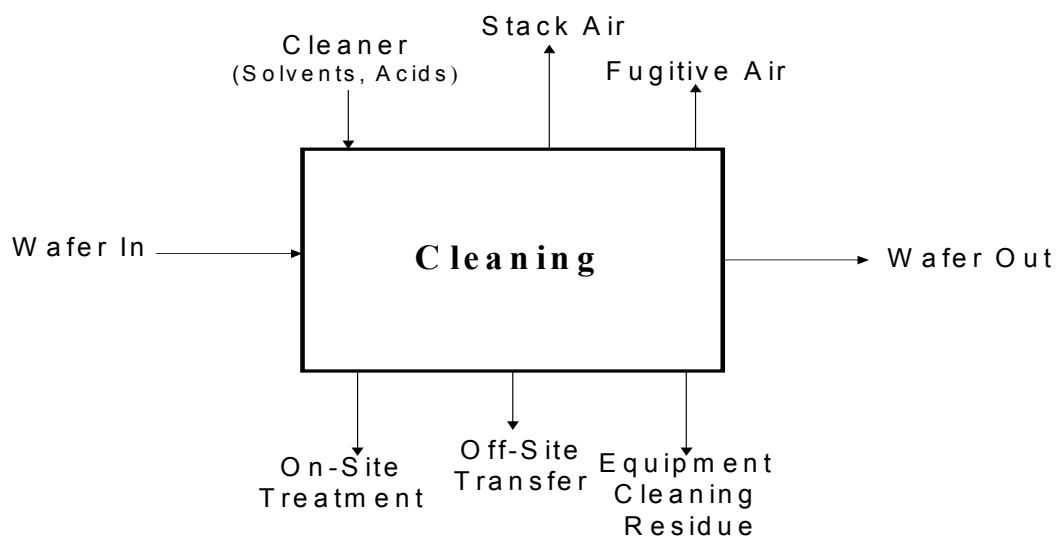 Stack Air
Cleaner
(Solvents, Acids)
Fugitive Air
Wafer In
Cleaning
Wafer Out
On-Site
Treatment
Off-Site
Transfer
Equipment
Cleaning
Residue